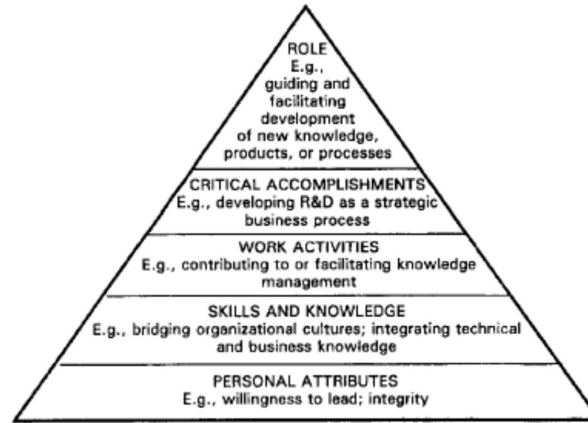 ROLE
E.g.,
guiding and
facilitating
development
of new knowledge,
products, or processes
CRITICAL ACCOMPLISHMENTS
E.g., developing R&D as a strategic
business process
WORK ACTIVITIES
E.g., contributing to or facilitating knowledge
management
SKILLS AND KNOWLEDGE
E.g., bridging organizational cultures; integrating technical
and business knowledge
PERSONAL ATTRIBUTES
E.g., willingness to lead; integrity